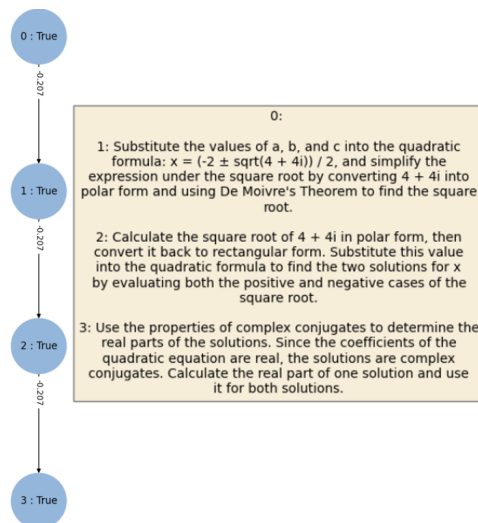 0 : True
-0.207
1 : True
-0.207
2 : True
-0.207
3 : True
0:
1: Substitute the values of a, b, and c into the quadratic
formula: x = (-2 ± sqrt(4 + 4i)) / 2, and simplify the
expression under the square root by converting 4 + 4i into
polar form and using De Moivre's Theorem to find the square
root.
2: Calculate the square root of 4 + 4i in polar form, then
convert it back to rectangular form. Substitute this value
into the quadratic formula to find the two solutions for x
by evaluating both the positive and negative cases of the
square root.
3: Use the properties of complex conjugates to determine the
real parts of the solutions. Since the coefficients of the
quadratic equation are real, the solutions are complex
conjugates. Calculate the real part of one solution and use
it for both solutions.